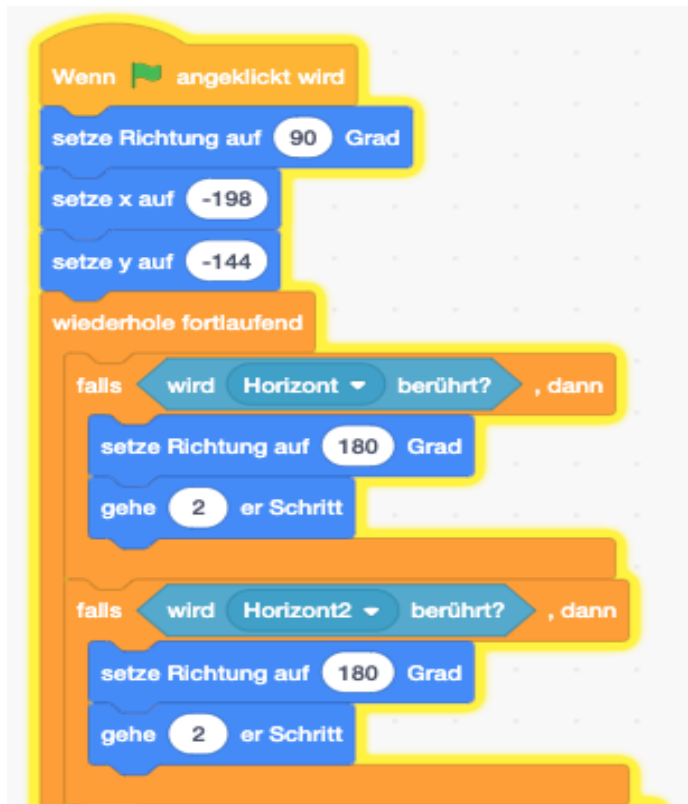 Wenn angeklickt wird
setze Richtung auf 90 Grad
setze x auf -198
setze y auf -144
wiederhole fortlaufend
falls wird Horizont berührt? , dann
setze Richtung auf 180 Grad
gehe 2 er Schritt
falls wird Horizont2 berührt? , dann
setze Richtung auf 180 Grad
gehe 2 er Schritt